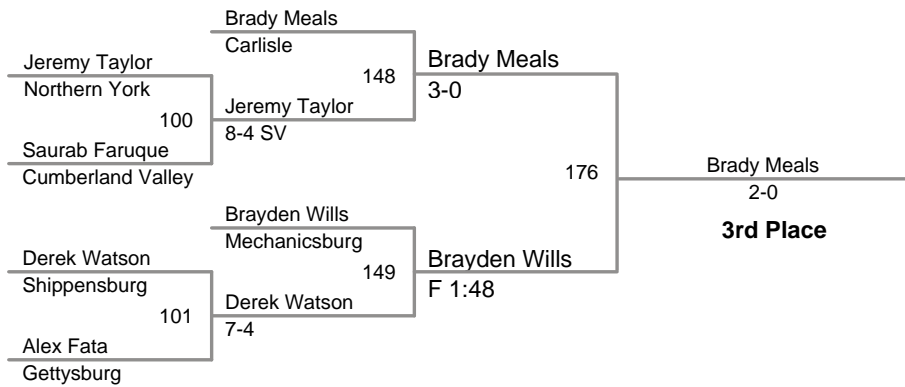 Brady Meals
Carlisle
Jeremy Taylor
Northern York
148
Brady Meals
3-0
100
Jeremy Taylor
8-4 SV
Saurab Faruque
Cumberland Valley
176
Brady Meals
2-0
3rd Place
Brayden Wills
Mechanicsburg
Derek Watson
Shippensburg
149
Brayden Wills
F 1:48
101
Derek Watson
7-4
Alex Fata
Gettysburg